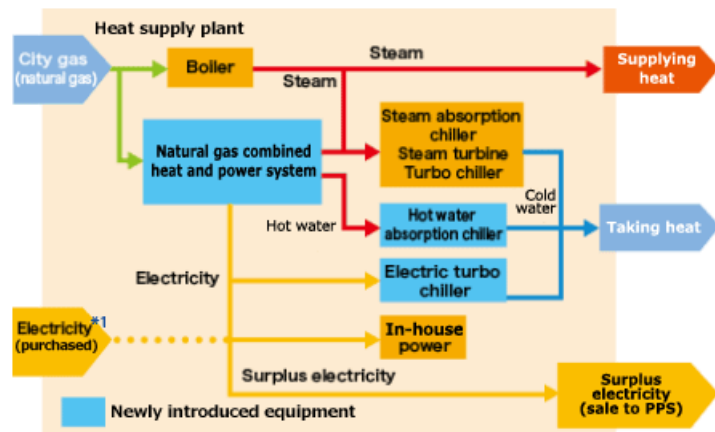 Heat supply plant
City gas
(natural gas)
Boiler
Steam
Steam
Supplying
heat
Natural gas combined
heat and power system
Steam absorption
chiller
Steam turbine
Turbo chiller
Hot water
Hot water
absorption chiller
Cold
water
Taking heat
Electricity
Electric turbo
chiller
Electricity*1
(purchased)
In-house
power
Surplus electricity
Surplus
electricity
(sale to PPS)
Newly introduced equipment